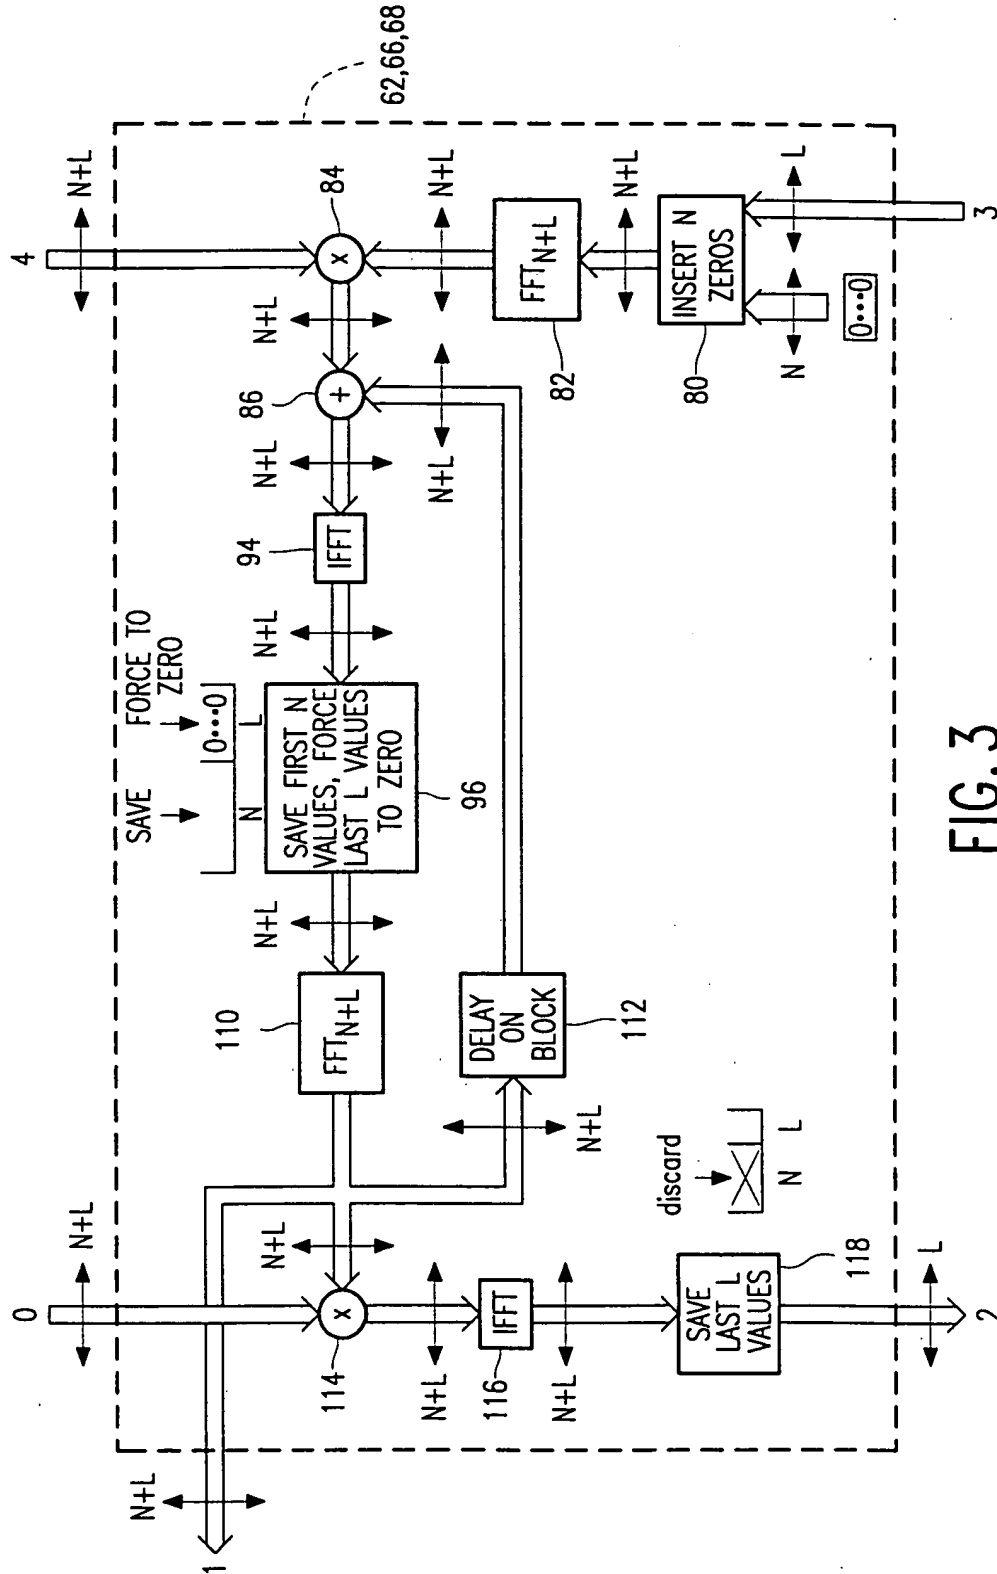 0
N+L
4
N+L
62,66,68
SAVE
FORCE TO
ZERO
0•••0
N
L
N+L
1
N+L
114
x
N+L
110
FFT N+L
N+L
SAVE FIRST N
VALUES, FORCE
LAST L VALUES
TO ZERO
96
N+L
94
IFFT
N+L
86
+
N+L
84
x
N+L
N+L
N+L
116
IFFT
N+L
N+L
DELAY
ON
BLOCK
112
82
FFT N+L
N+L
SAVE
LAST L
VALUES
118
discard
N
L
80
INSERT N
ZEROS
N
L
0•••0
L
2
3
FIG. 3